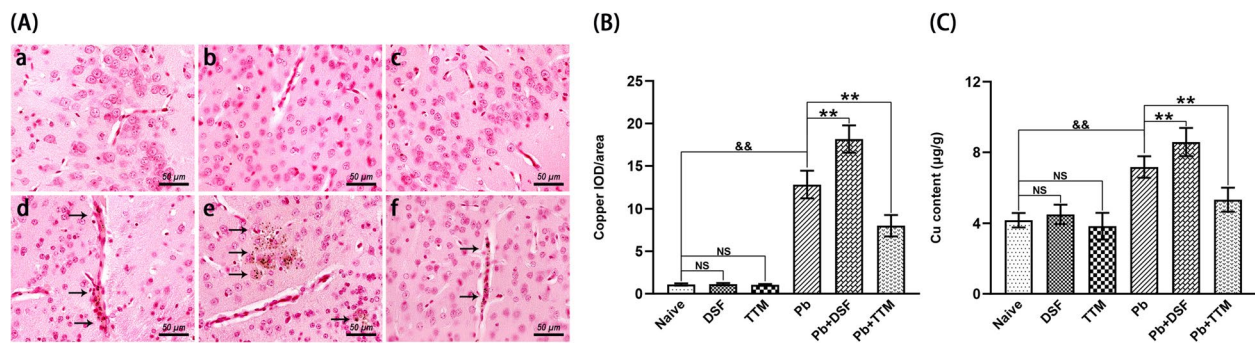 (A)
a
b
c
50 μm
50 μm
50 μm
d
e
f
50 μm
50 μm
50 μm
(B)
Copper IOD/area
25
20
15
10
5
0
NS
NS
&&
**
**
Naive
DSF
TTM
Pb
Pb+DSF
Pb+TTM
(C)
Cu content (μg/g)
12
8
4
0
NS
NS
&&
**
**
Naive
DSF
TTM
Pb
Pb+DSF
Pb+TTM